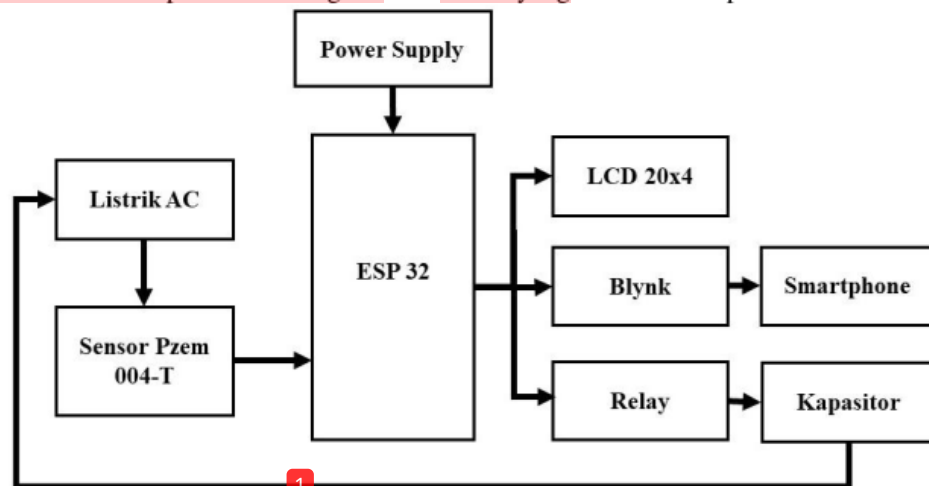 Power Supply
Listrik AC
Sensor Pzem
004-T
ESP 32
LCD 20x4
Blynk
Smartphone
Relay
Kapasitor
1